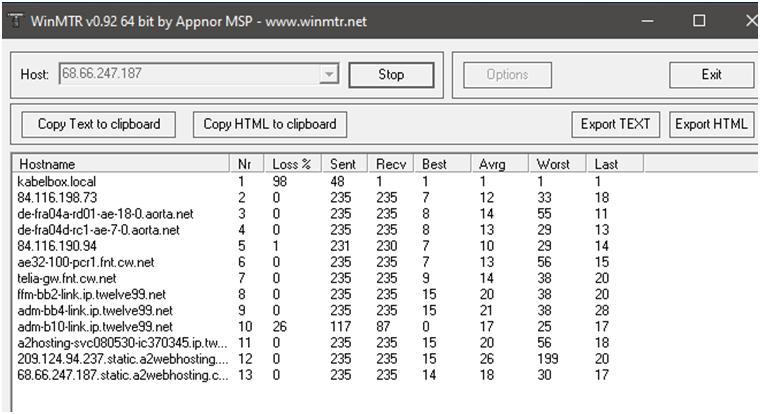 WinMTR v0.92 64 bit by Appnor MSP - www.winmtr.net
Host: 68.66.247.187 Stop Options Exit
Copy Text to clipboard Copy HTML to clipboard Export TEXT Export HTML
Hostname Nr Loss % Sent Recv Best Avrg Worst Last
kabelbox.local 1 98 48 1 1 1 1 1
84.116.198.73 2 0 235 235 7 12 33 18
de-fra04a-rd01-ae-18-0.aorta.net 3 0 235 235 8 14 55 11
de-fra04d-rc1-ae-7-0.aorta.net 4 0 235 235 8 13 29 13
84.116.190.94 5 1 231 230 7 10 29 14
ae32-100-pcr1.fnt.cw.net 6 0 235 235 7 13 56 15
telia-gw.fnt.cw.net 7 0 235 235 9 14 38 20
ffm-bb2-link.ip.twelve99.net 8 0 235 235 15 20 38 20
adm-bb4-link.ip.twelve99.net 9 0 235 235 15 21 38 28
adm-b10-link.ip.twelve99.net 10 26 117 87 0 17 25 17
a2hosting-svc080530-ic370345.ip.tw... 11 0 235 235 15 20 56 18
209.124.94.237.static.a2webhosting.... 12 0 235 235 15 26 199 20
68.66.247.187.static.a2webhosting.c... 13 0 235 235 14 18 30 17